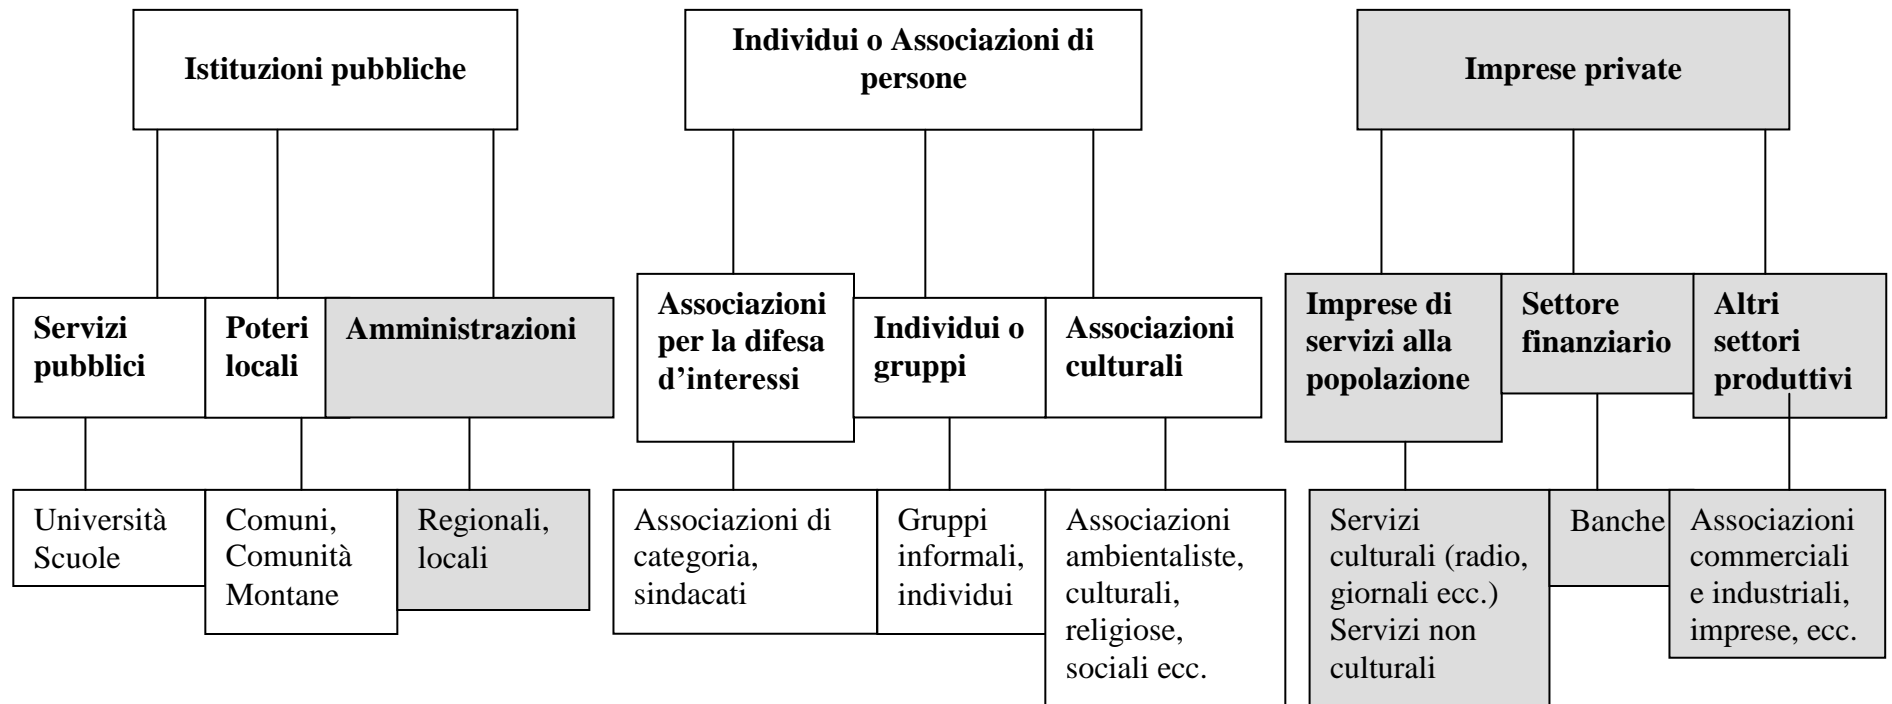 Istituzioni pubbliche
Individui o Associazioni di
persone
Imprese private
Servizi
pubblici
Poteri
locali
Amministrazioni
Associazioni
per la difesa
d’interessi
Individui o
gruppi
Associazioni
culturali
Imprese di
servizi alla
popolazione
Settore
finanziario
Altri
settori
produttivi
Università
Scuole
Comuni,
Comunità
Montane
Regionali,
locali
Associazioni di
categoria,
sindacati
Gruppi
informali,
individui
Associazioni
ambientaliste,
culturali,
religiose,
sociali ecc.
Servizi
culturali (radio,
giornali ecc.)
Servizi non
culturali
Banche
Associazioni
commerciali
e industriali,
imprese, ecc.